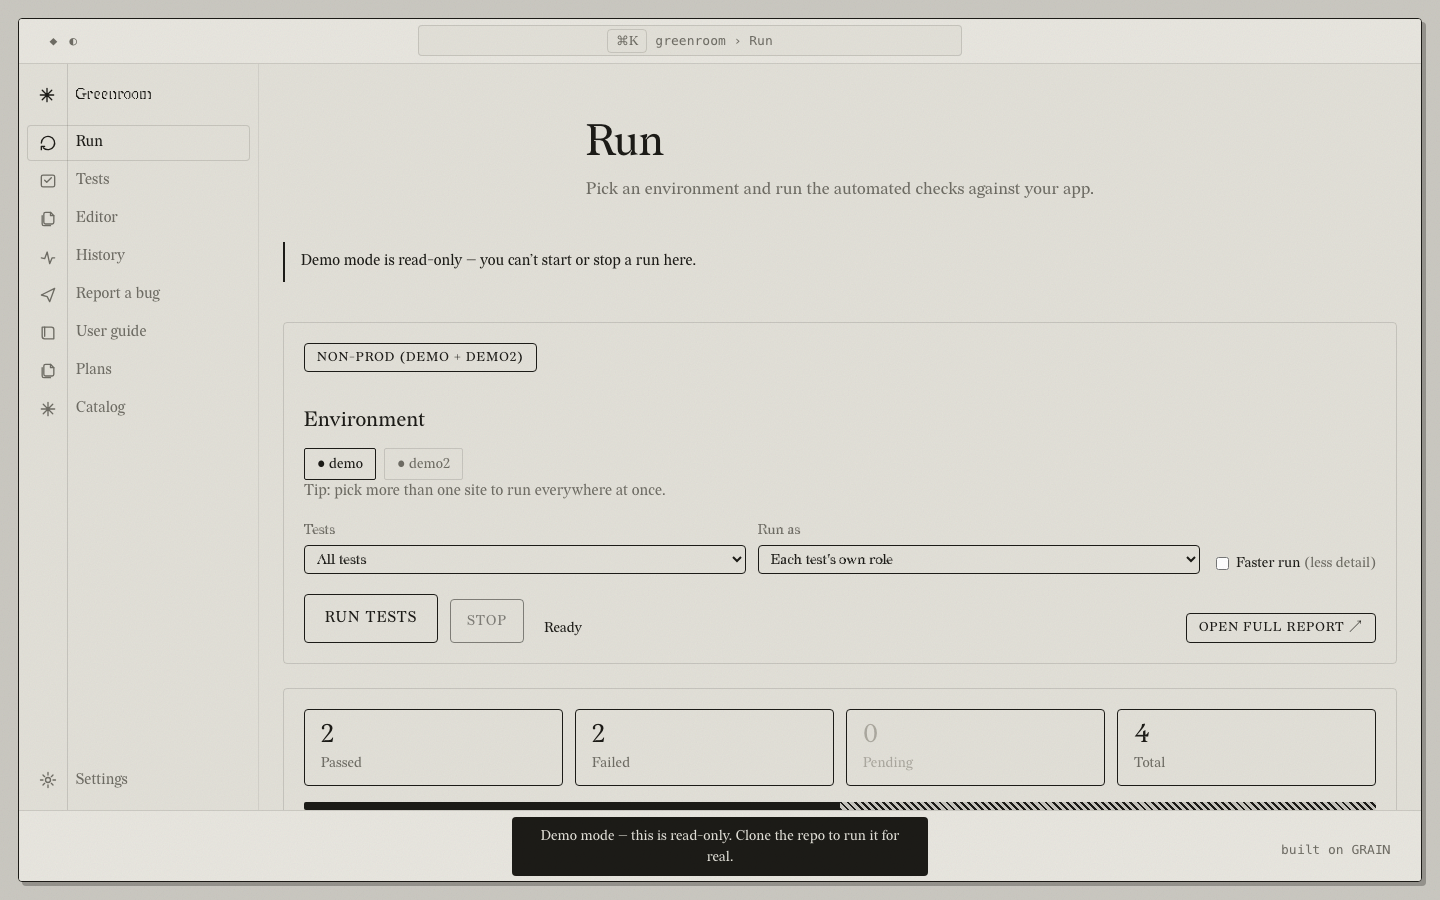 ⌘K greenroom › Run
Greenroom
Run
Tests
Editor
History
Report a bug
User guide
Plans
Catalog
Settings
Run
Pick an environment and run the automated checks against your app.
Demo mode is read-only — you can't start or stop a run here.
NON-PROD (DEMO + DEMO2)
Environment
● demo ● demo2
Tip: pick more than one site to run everywhere at once.
Tests Run as
All tests Each test's own role Faster run (less detail)
RUN TESTS STOP Ready OPEN FULL REPORT ↗
2 2 0 4
Passed Failed Pending Total
Demo mode — this is read-only. Clone the repo to run it for
real.
built on GRAIN